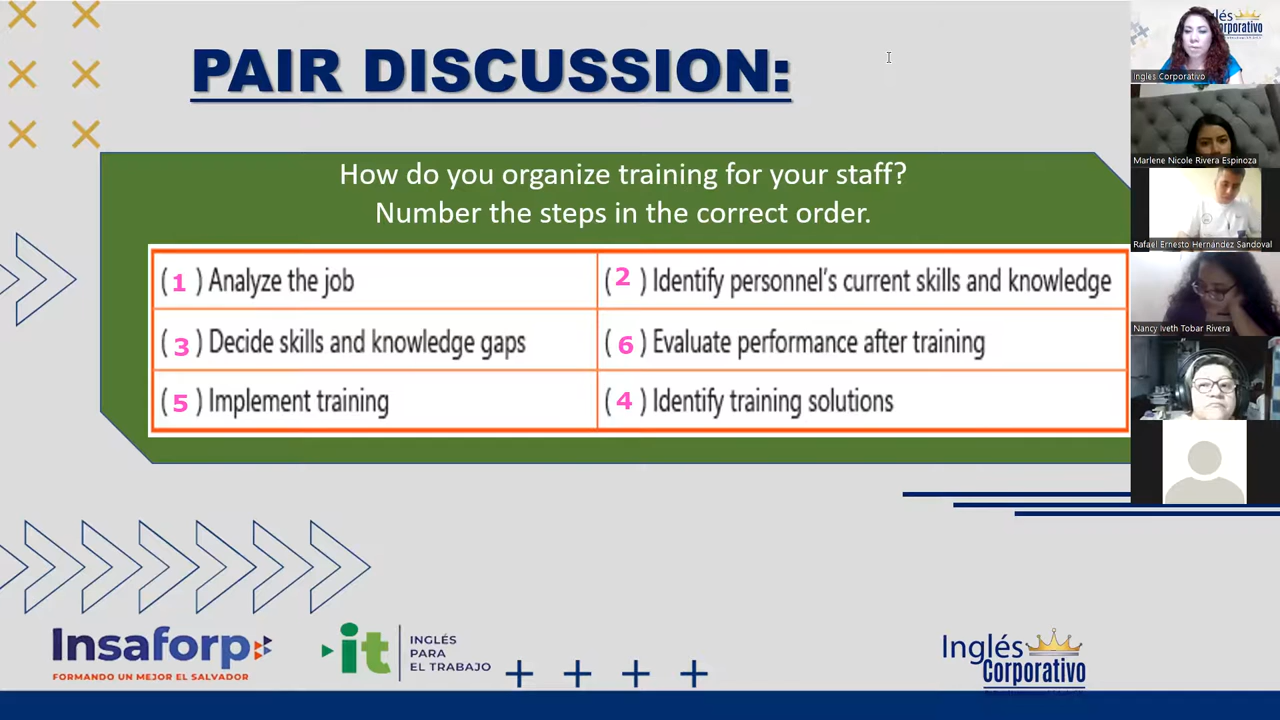 PAIR DISCUSSION:
How do you organize training for your staff?
Number the steps in the correct order.
( 1 ) Analyze the job
( 2 ) Identify personnel's current skills and knowledge
( 3 ) Decide skills and knowledge gaps
( 6 ) Evaluate performance after training
( 5 ) Implement training
( 4 ) Identify training solutions
Insaforp
FORMANDO UN MEJOR EL SALVADOR
it
INGLÉS
PARA
EL TRABAJO
Inglés
Corporativo
Corporativo
Ingles Corporativo
Marlene Nicole Rivera Espinoza
Rafael Ernesto Hernández Sandoval
Nancy Iveth Tobar Rivera